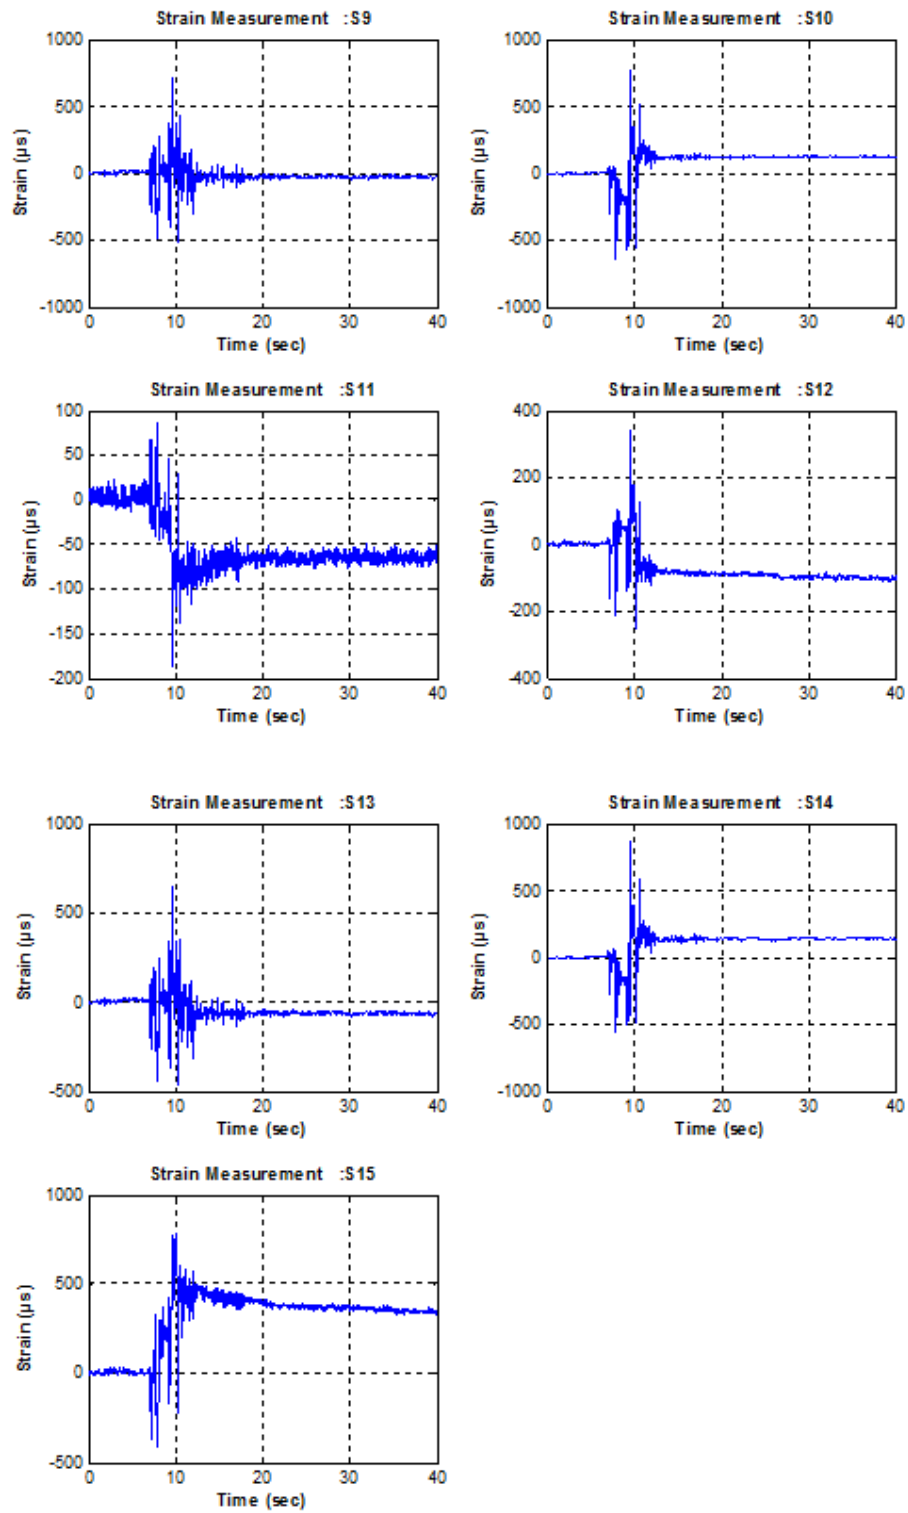 Strain Measurement :S9
1000
500
0
-500
-1000
Strain (µs)
0 10 20 30 40
Time (sec)
Strain Measurement :S10
1000
500
0
-500
-1000
Strain (µs)
0 10 20 30 40
Time (sec)
Strain Measurement :S11
100
50
0
-50
-100
-150
-200
Strain (µs)
0 10 20 30 40
Time (sec)
Strain Measurement :S12
400
200
0
-200
-400
Strain (µs)
0 10 20 30 40
Time (sec)
Strain Measurement :S13
1000
500
0
-500
Strain (µs)
0 10 20 30 40
Time (sec)
Strain Measurement :S14
1000
500
0
-500
-1000
Strain (µs)
0 10 20 30 40
Time (sec)
Strain Measurement :S15
1000
500
0
-500
Strain (µs)
0 10 20 30 40
Time (sec)